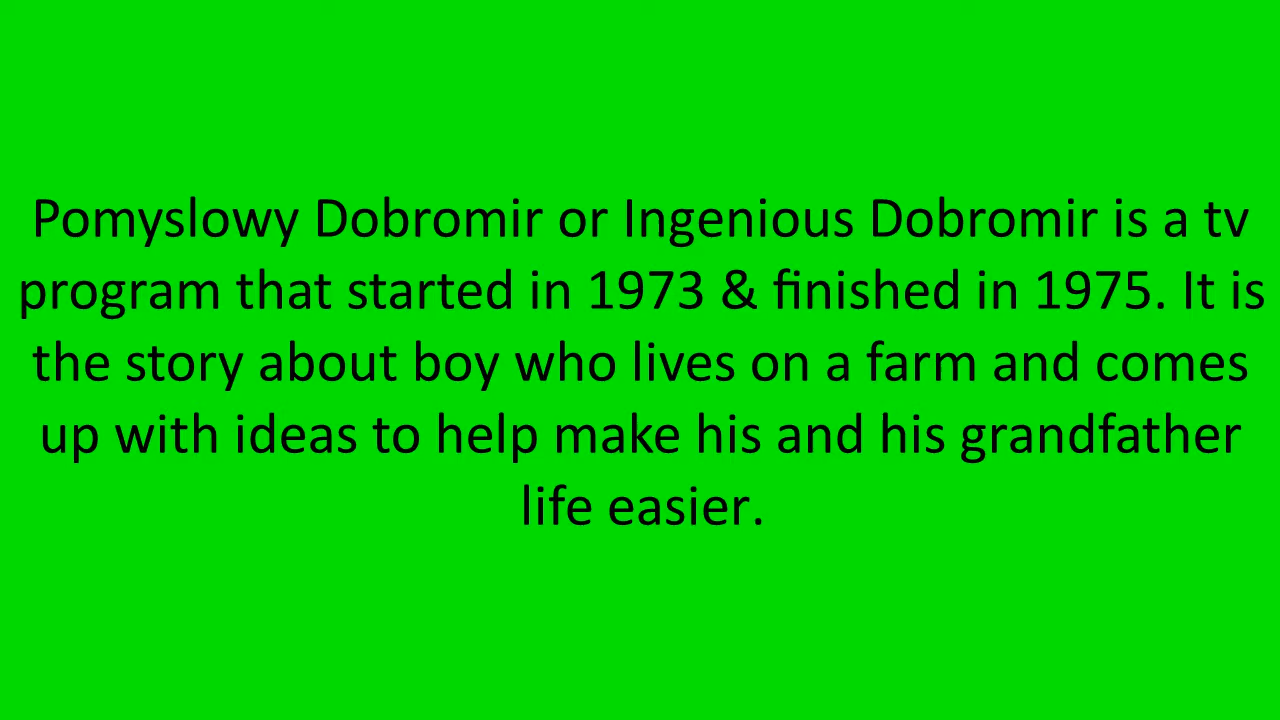 Pomyslowy Dobromir or Ingenious Dobromir is a tv
program that started in 1973 & finished in 1975. It is
the story about boy who lives on a farm and comes
up with ideas to help make his and his grandfather
life easier.